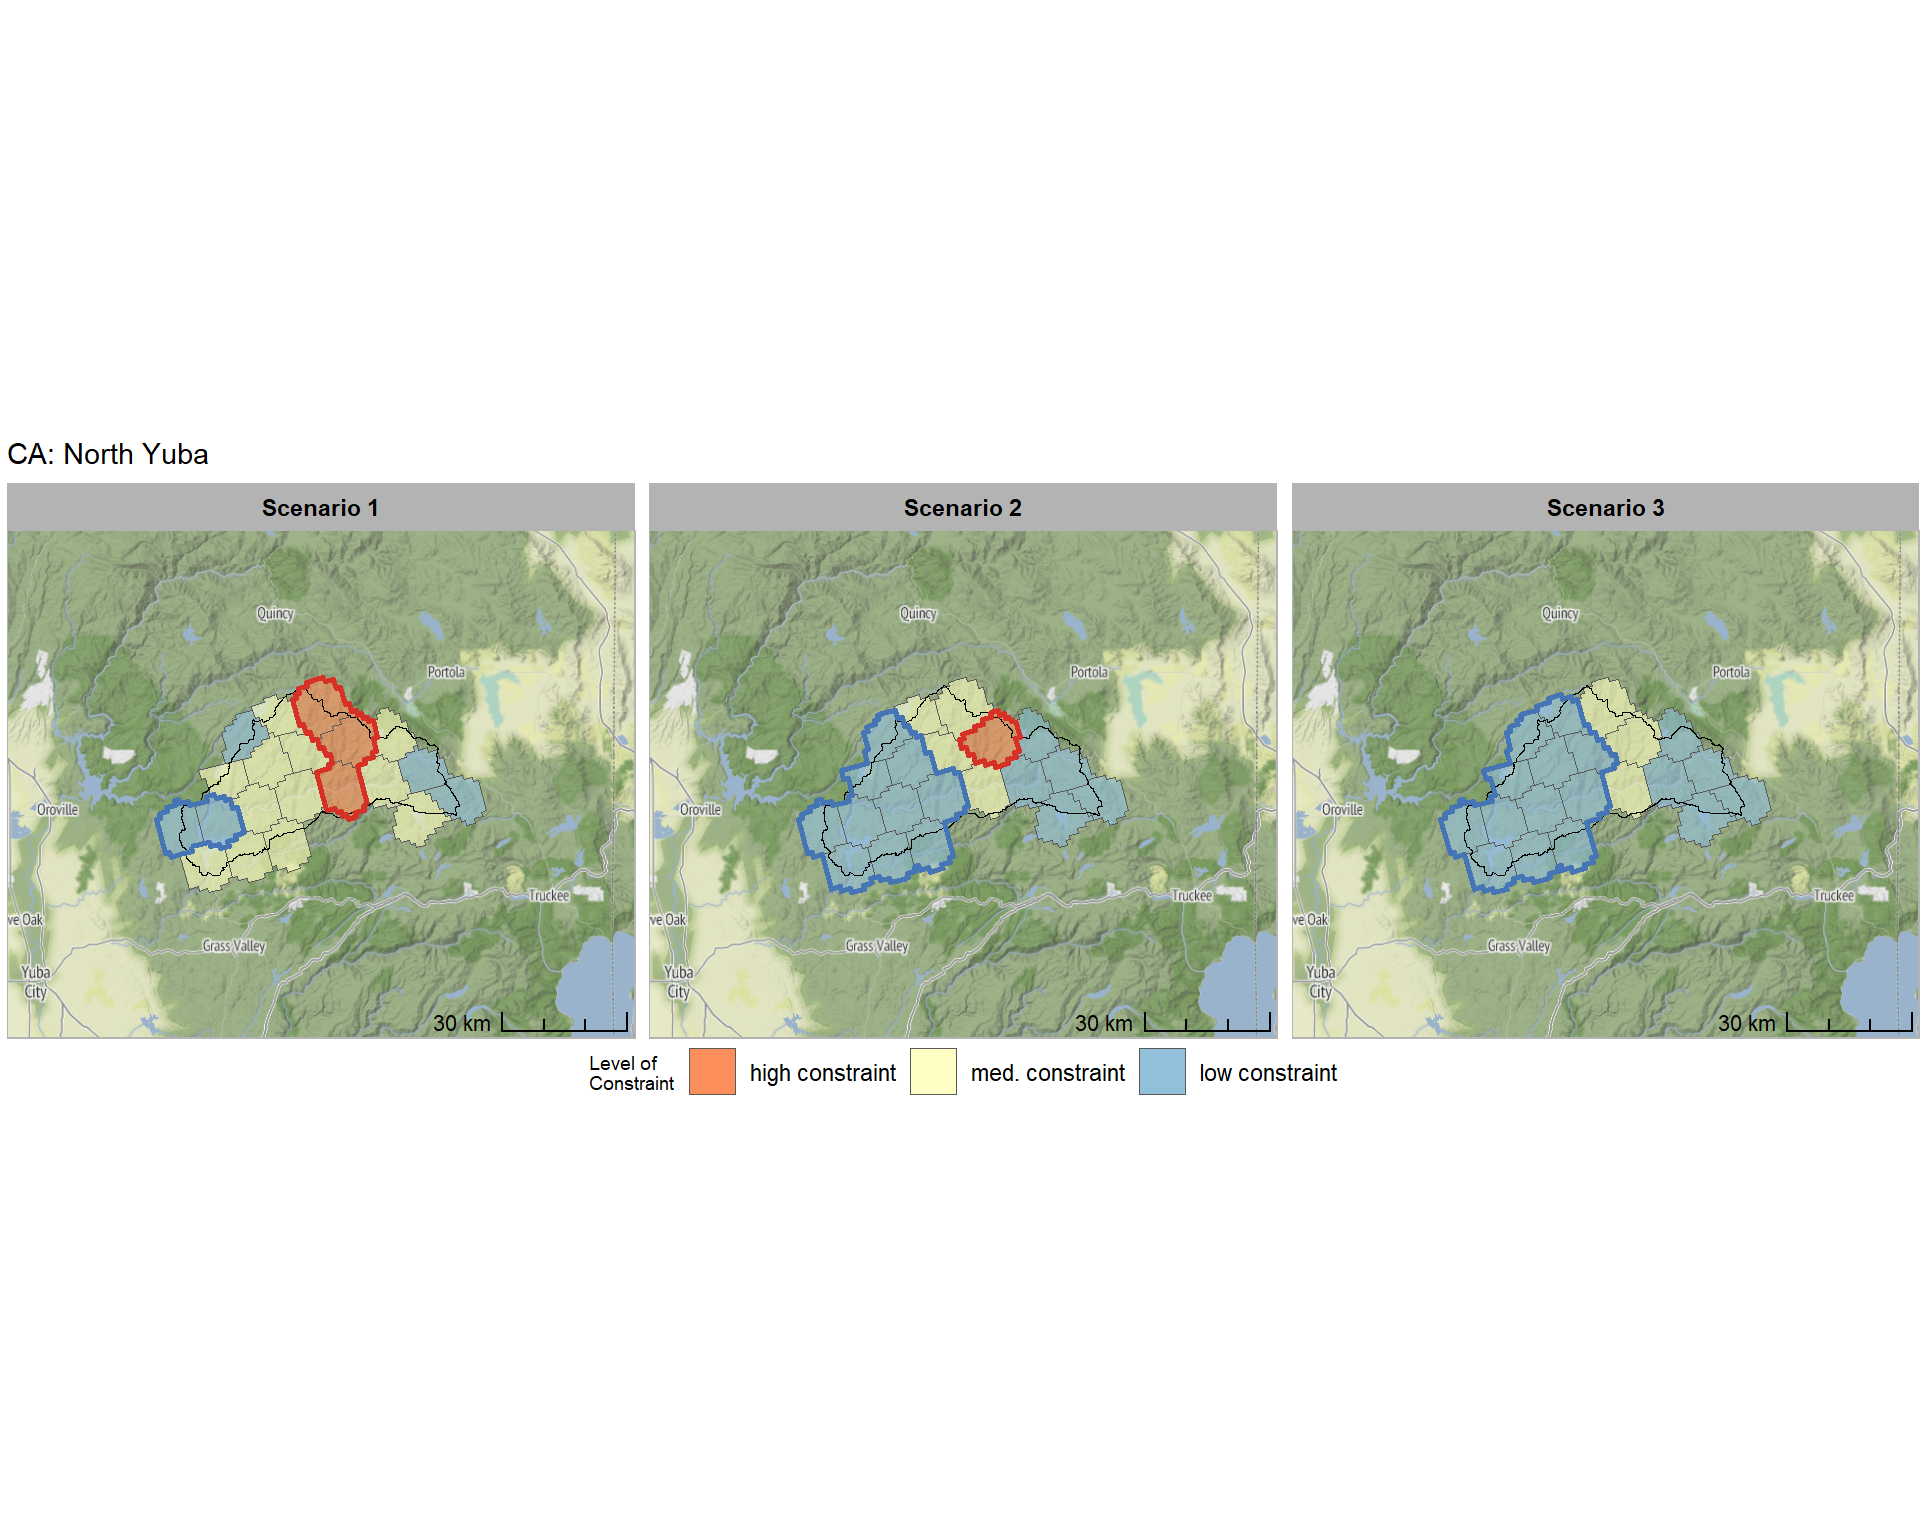 CA: North Yuba
Scenario 1
Scenario 2
Scenario 3
Quincy
Portola
Oroville
Truckee
ve Oak
Grass Valley
Yuba
City
30 km
Quincy
Portola
Oroville
Truckee
ve Oak
Grass Valley
Yuba
City
30 km
Quincy
Portola
Oroville
Truckee
ve Oak
Grass Valley
Yuba
City
30 km
Level of
Constraint
high constraint
med. constraint
low constraint